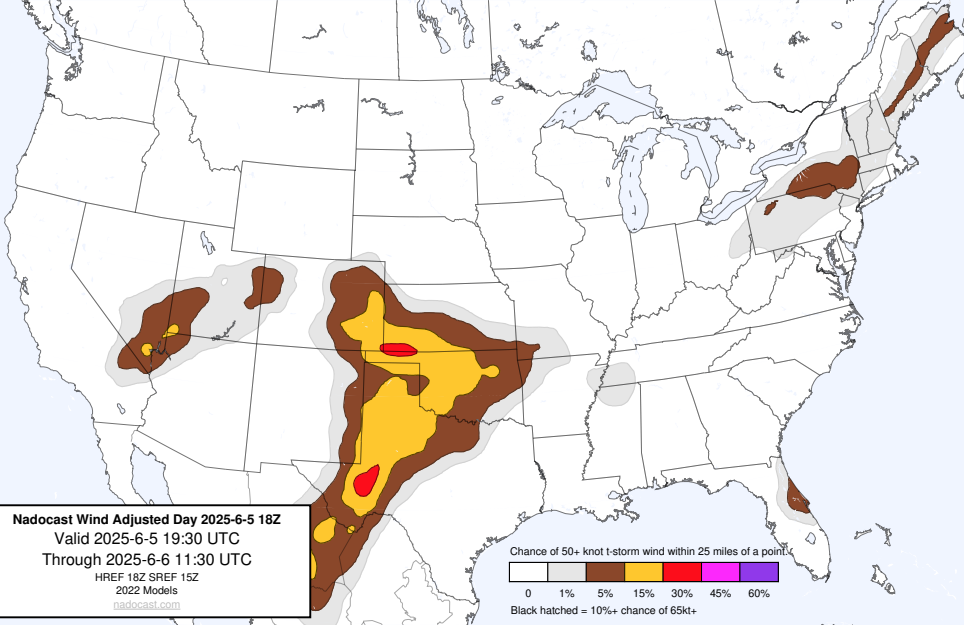 Nadocast Wind Adjusted Day 2025-6-5 18Z
Valid 2025-6-5 19:30 UTC
Through 2025-6-6 11:30 UTC
HREF 18Z SREF 15Z
2022 Models
nadocast.com
Chance of 50+ knot t-storm wind within 25 miles of a point.
0 1% 5% 15% 30% 45% 60%
Black hatched = 10%+ chance of 65kt+